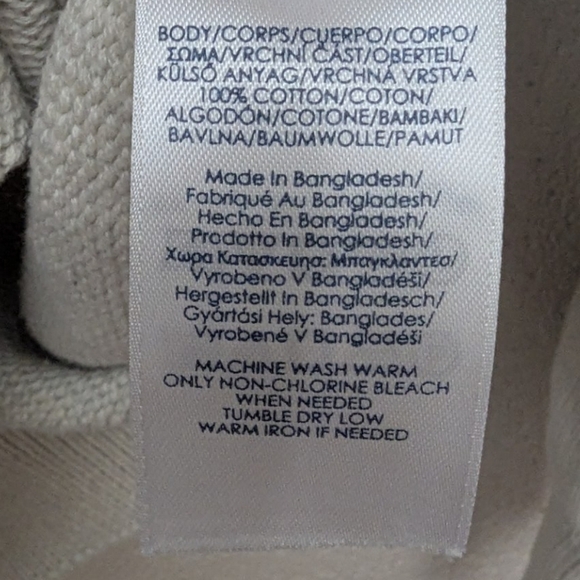 BODY/CORPS/CUERPO/CORPO/
ΣΩΜΑ/VRCHNÍ ČÁST/OBERTEIL/
KÜLSŐ ANYAG/VRCHNÁ VRSTVA
100% COTTON/COTON/
ALGODÓN/COTONE/BAMBAKI/
BAVLNA/BAUMWOLLE/PAMUT
Made In Bangladesh/
Fabriqué Au Bangladesh/
Hecho En Bangladesh/
Prodotto In Bangladesh/
Χωρα Κατασκευησ: Μπαγκλαντεσ/
Vyrobeno V Bangladéši/
Hergestellt In Bangladesch/
Gyártási Hely: Banglades/
Vyrobené V Bangladéši
MACHINE WASH WARM
ONLY NON-CHLORINE BLEACH
WHEN NEEDED
TUMBLE DRY LOW
WARM IRON IF NEEDED